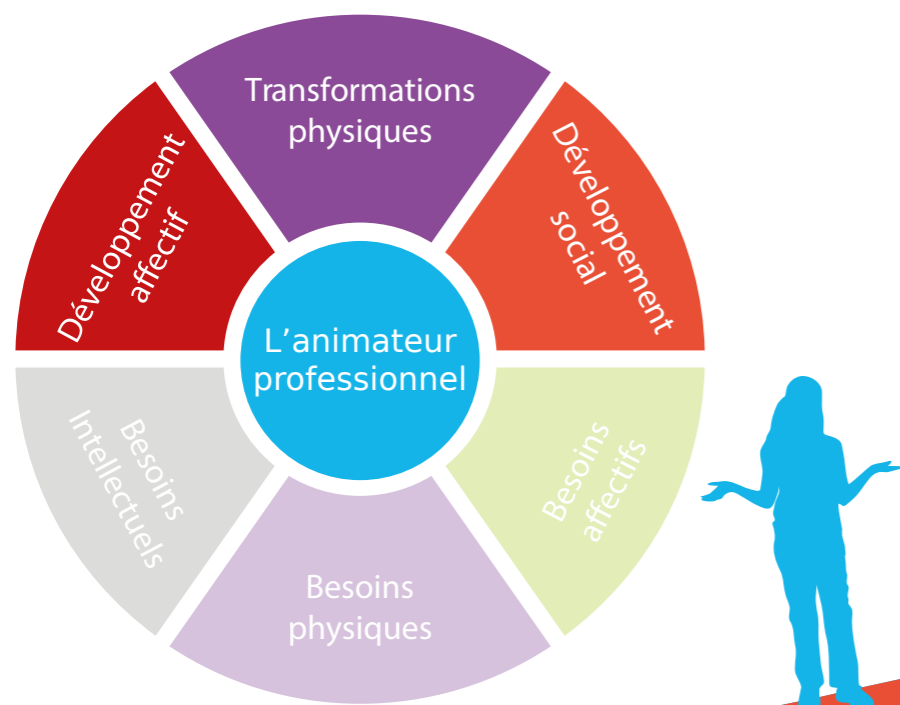 Transformations
physiques
Développement
social
Développement
affectif
L'animateur
professionnel
Besoins
Intellectuels
Besoins
affectifs
Besoins
physiques